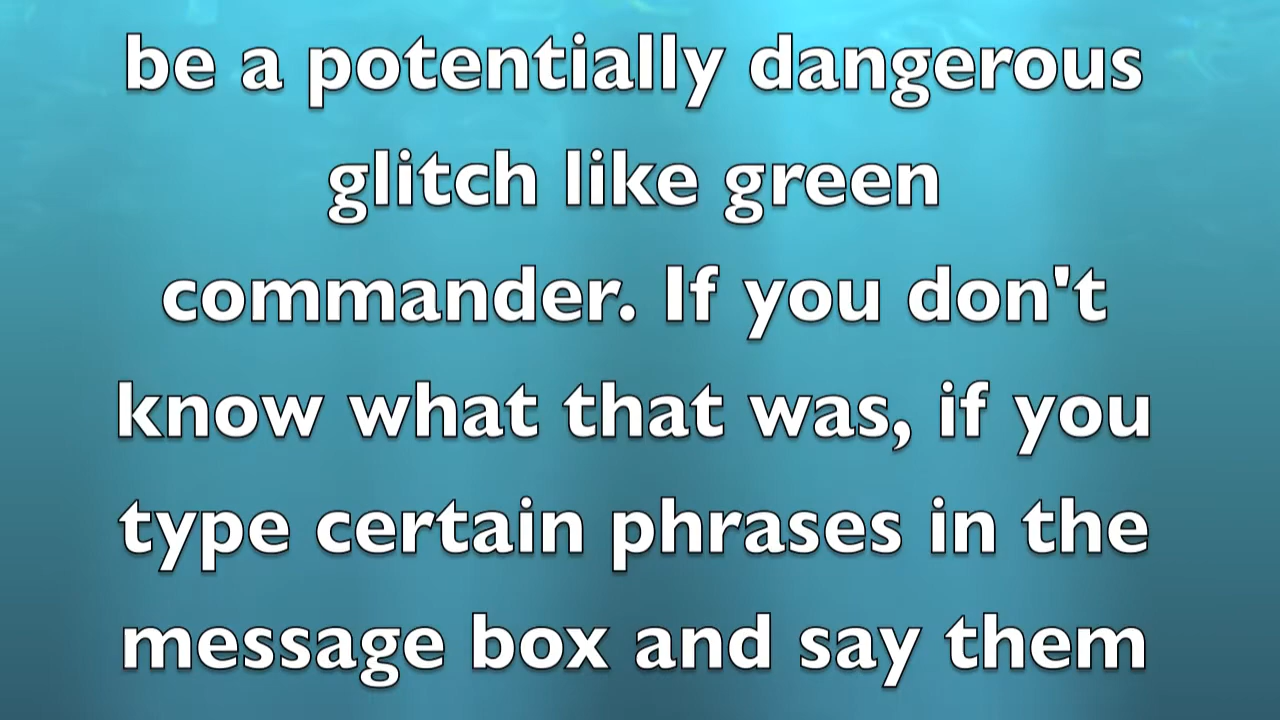 be a potentially dangerous
glitch like green
commander. If you don't
know what that was, if you
type certain phrases in the
message box and say them